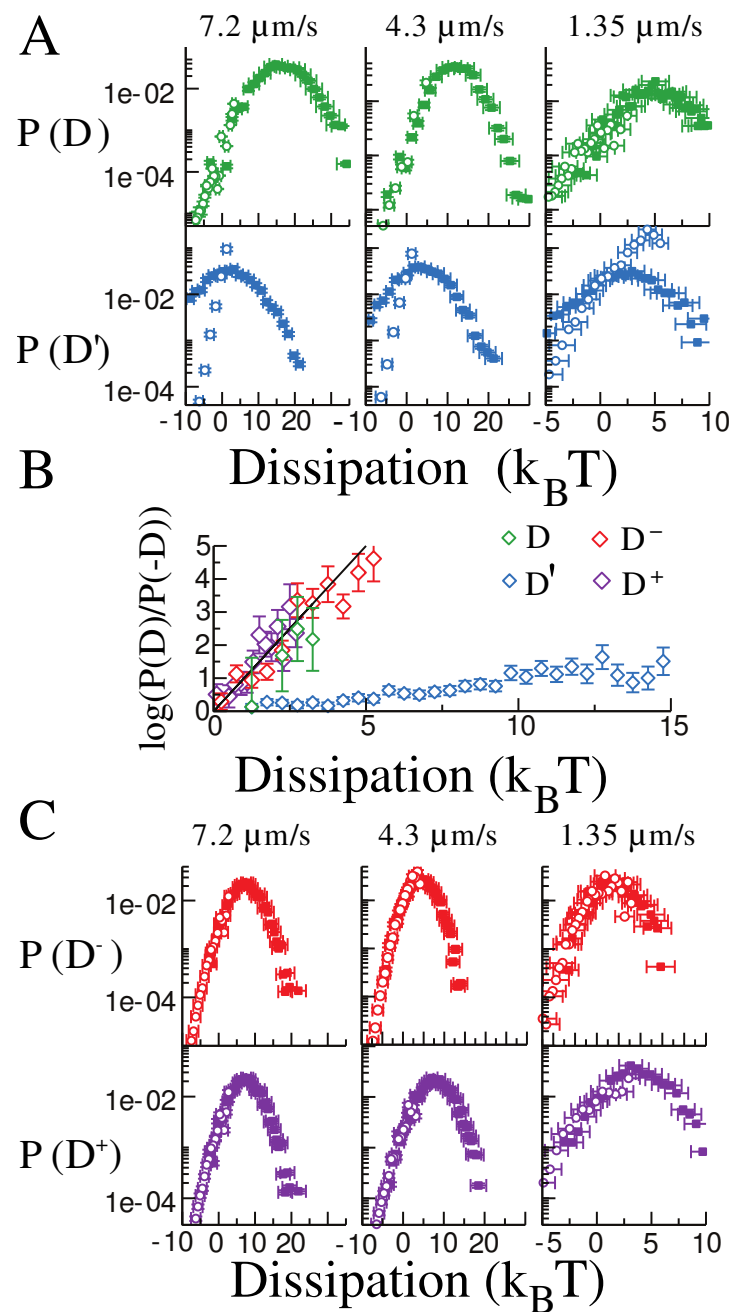 A
7.2 µm/s 4.3 µm/s 1.35 µm/s
1e-02
P (D)
1e-04
1e-02
P (D')
1e-04
-10 0 10 20 -10 0 10 20 -5 0 5 10
B
Dissipation (k_BT)
log(P(D)/P(-D))
5
4
3
2
1
0
D D⁻
D' D⁺
0 5 10 15
Dissipation (k_BT)
C
7.2 µm/s 4.3 µm/s 1.35 µm/s
1e-02
P (D⁻)
1e-04
1e-02
P (D⁺)
1e-04
-10 0 10 20 -10 0 10 20 -5 0 5 10
Dissipation (k_BT)